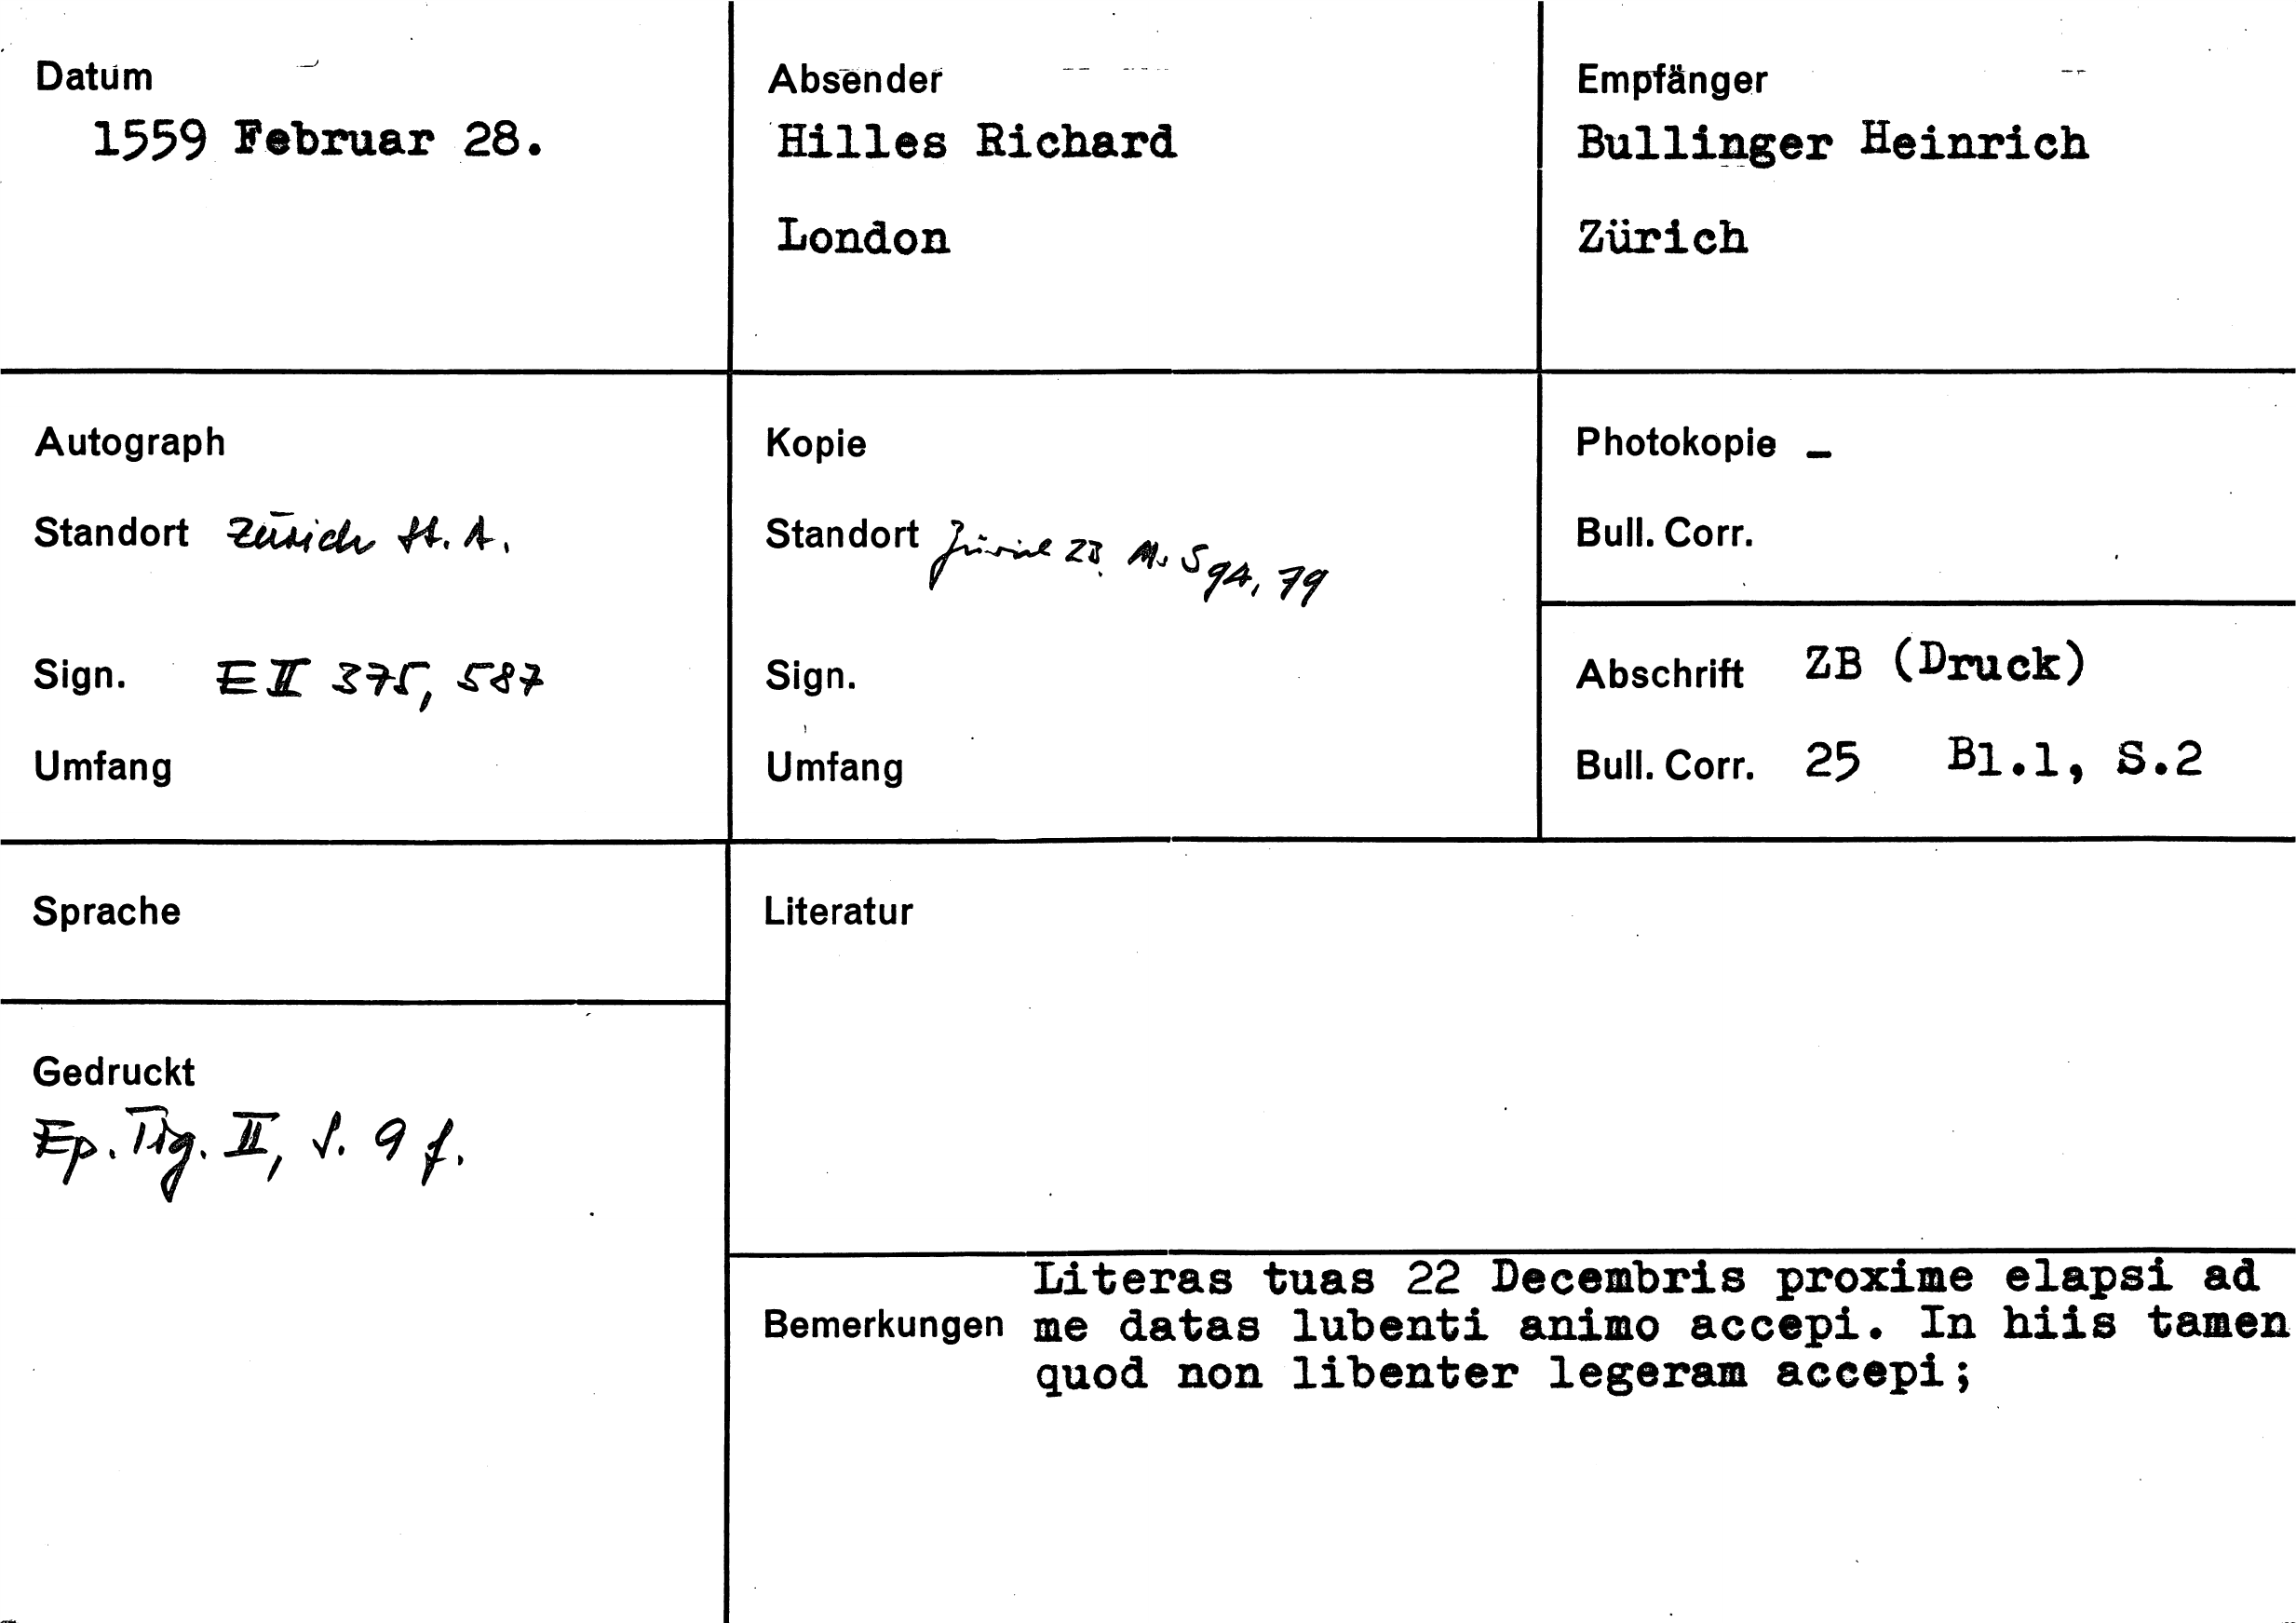 Datum
1559 Februar 28.
Absender
Hilles Richard
London
Empfänger
Bullinger Heinrich
Zürich
Autograph
Standort Zürich St. A.
Sign. E II 375, 587
Umfang
Kopie
Standort Zürich ZB Ms S 94, 79
Sign.
Umfang
Photokopie -
Bull. Corr.
Abschrift ZB (Druck)
Bull. Corr. 25 Bl.1, S.2
Sprache
Gedruckt
Ep. Tig. II, S. 9 f.
Literatur
Bemerkungen
Literas tuas 22 Decembris proxime elapsi ad
me datas lubenti animo accepi. In hiis tamen
quod non libenter legeram accepi;